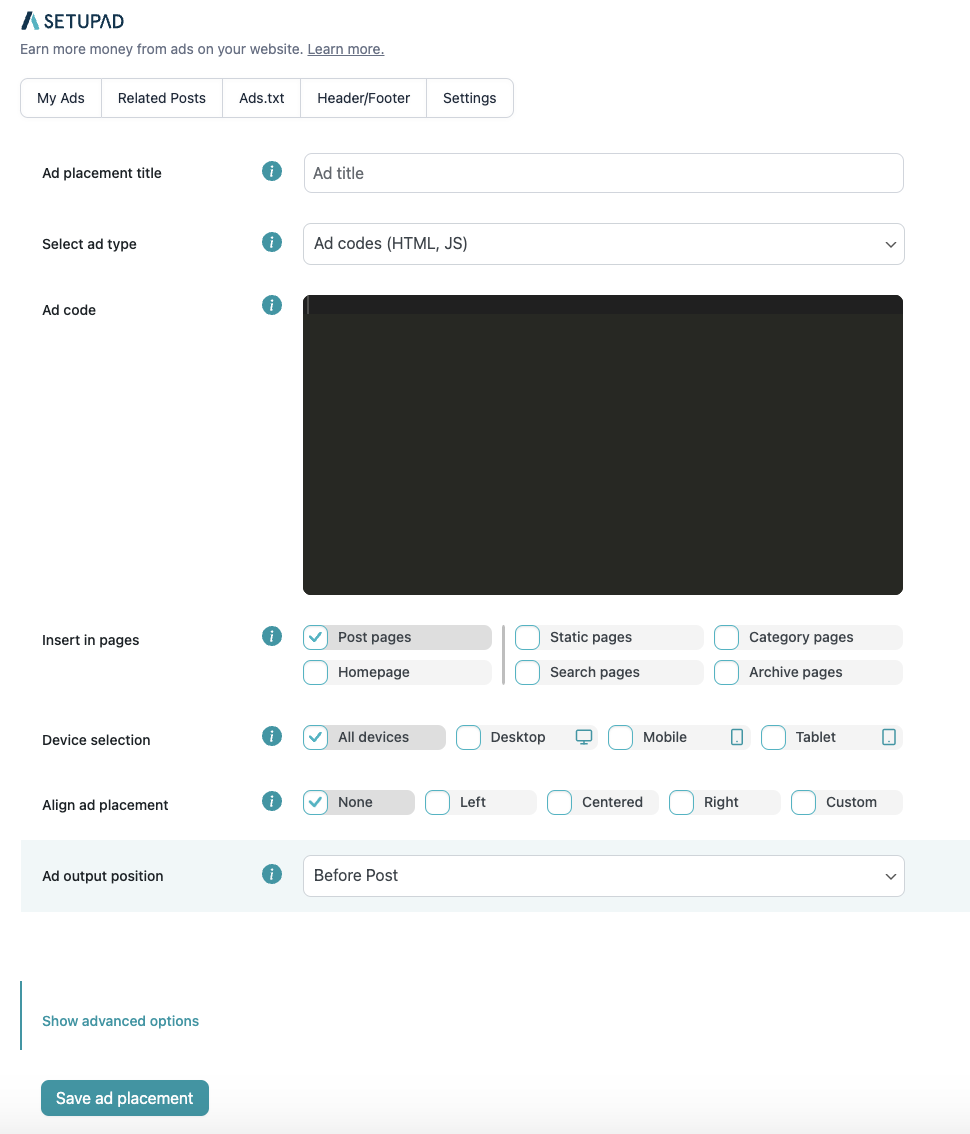 SETUPAD
Earn more money from ads on your website. Learn more.
My Ads Related Posts Ads.txt Header/Footer Settings
Ad placement title i Ad title
Select ad type i Ad codes (HTML, JS)
Ad code i
Insert in pages i Post pages Static pages Category pages
Homepage Search pages Archive pages
Device selection i All devices Desktop Mobile Tablet
Align ad placement i None Left Centered Right Custom
Ad output position i Before Post
Show advanced options
Save ad placement